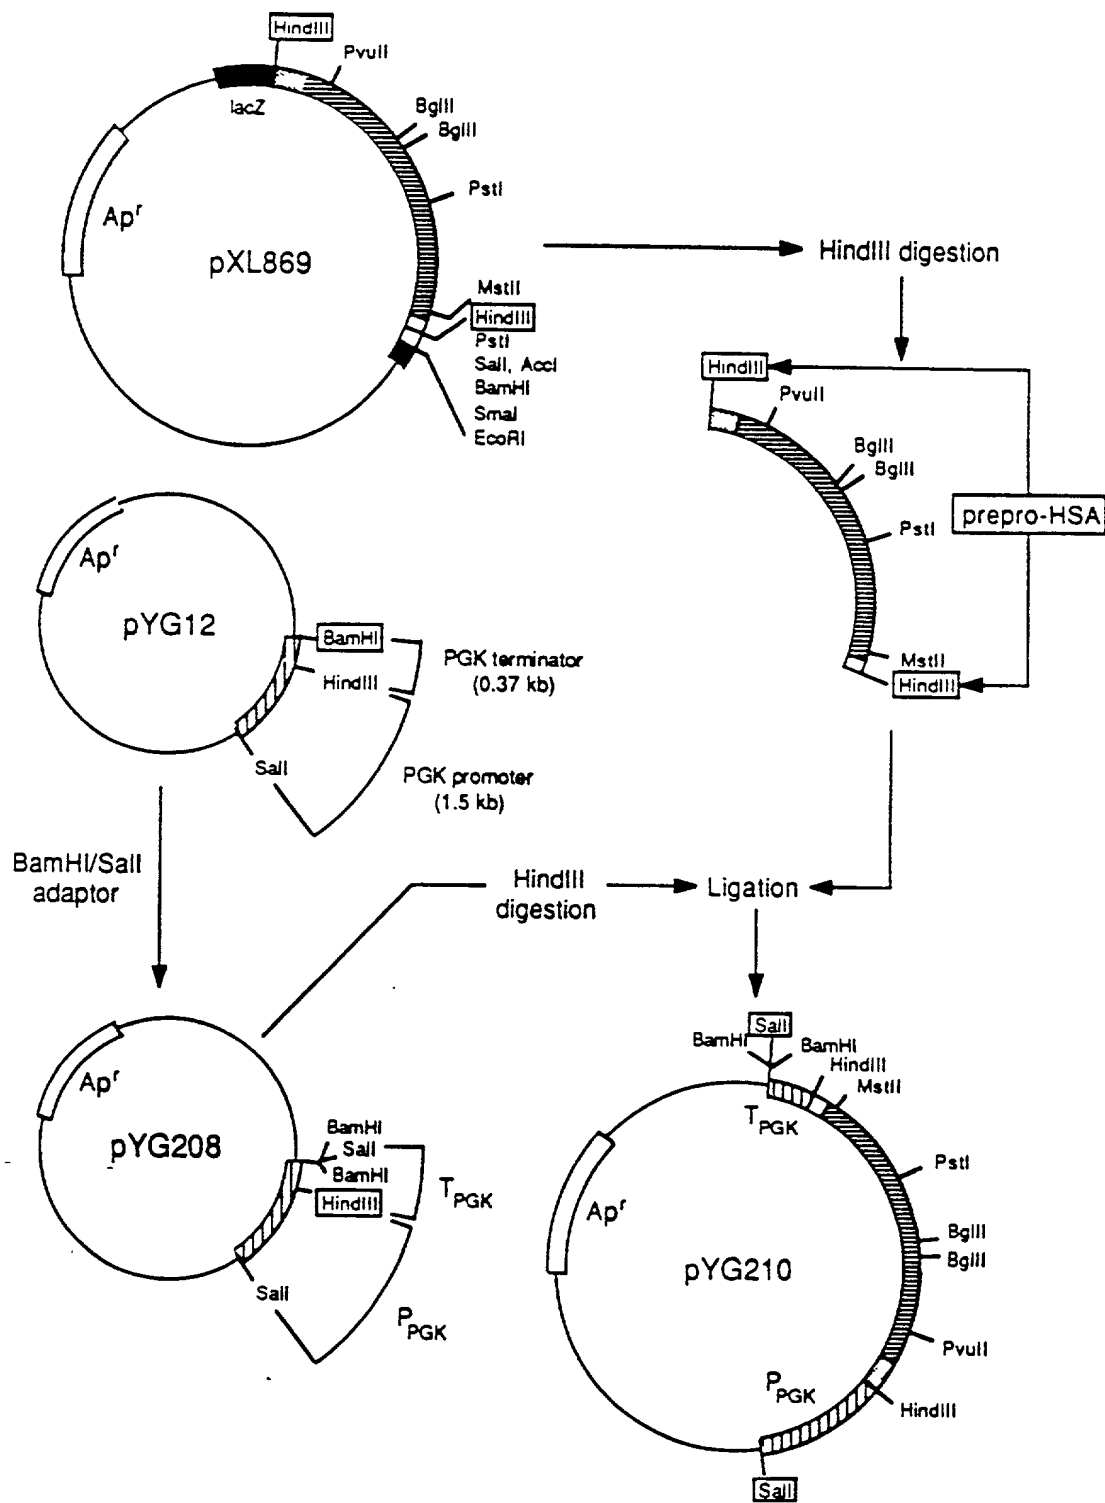 HindIII
PvuII
lacZ
BglII
BglII
PstI
Apr
pXL869
MstII
HindIII
PstI
SalI, AccI
BamHI
SmaI
EcoRI
HindIII digestion
HindIII
PvuII
BglII
BglII
PstI
prepro-HSA
MstII
HindIII
Apr
pYG12
BamHI
HindIII
SalI
PGK terminator
(0.37 kb)
PGK promoter
(1.5 kb)
BamHI/SalI
adaptor
HindIII
digestion
Ligation
Apr
pYG208
BamHI
SalI
BamHI
HindIII
TPGK
SalI
PPGK
SalI
BamHI
BamHI
HindIII
MstII
TPGK
PstI
Apr
BglII
BglII
pYG210
PvuII
PPGK
HindIII
SalI